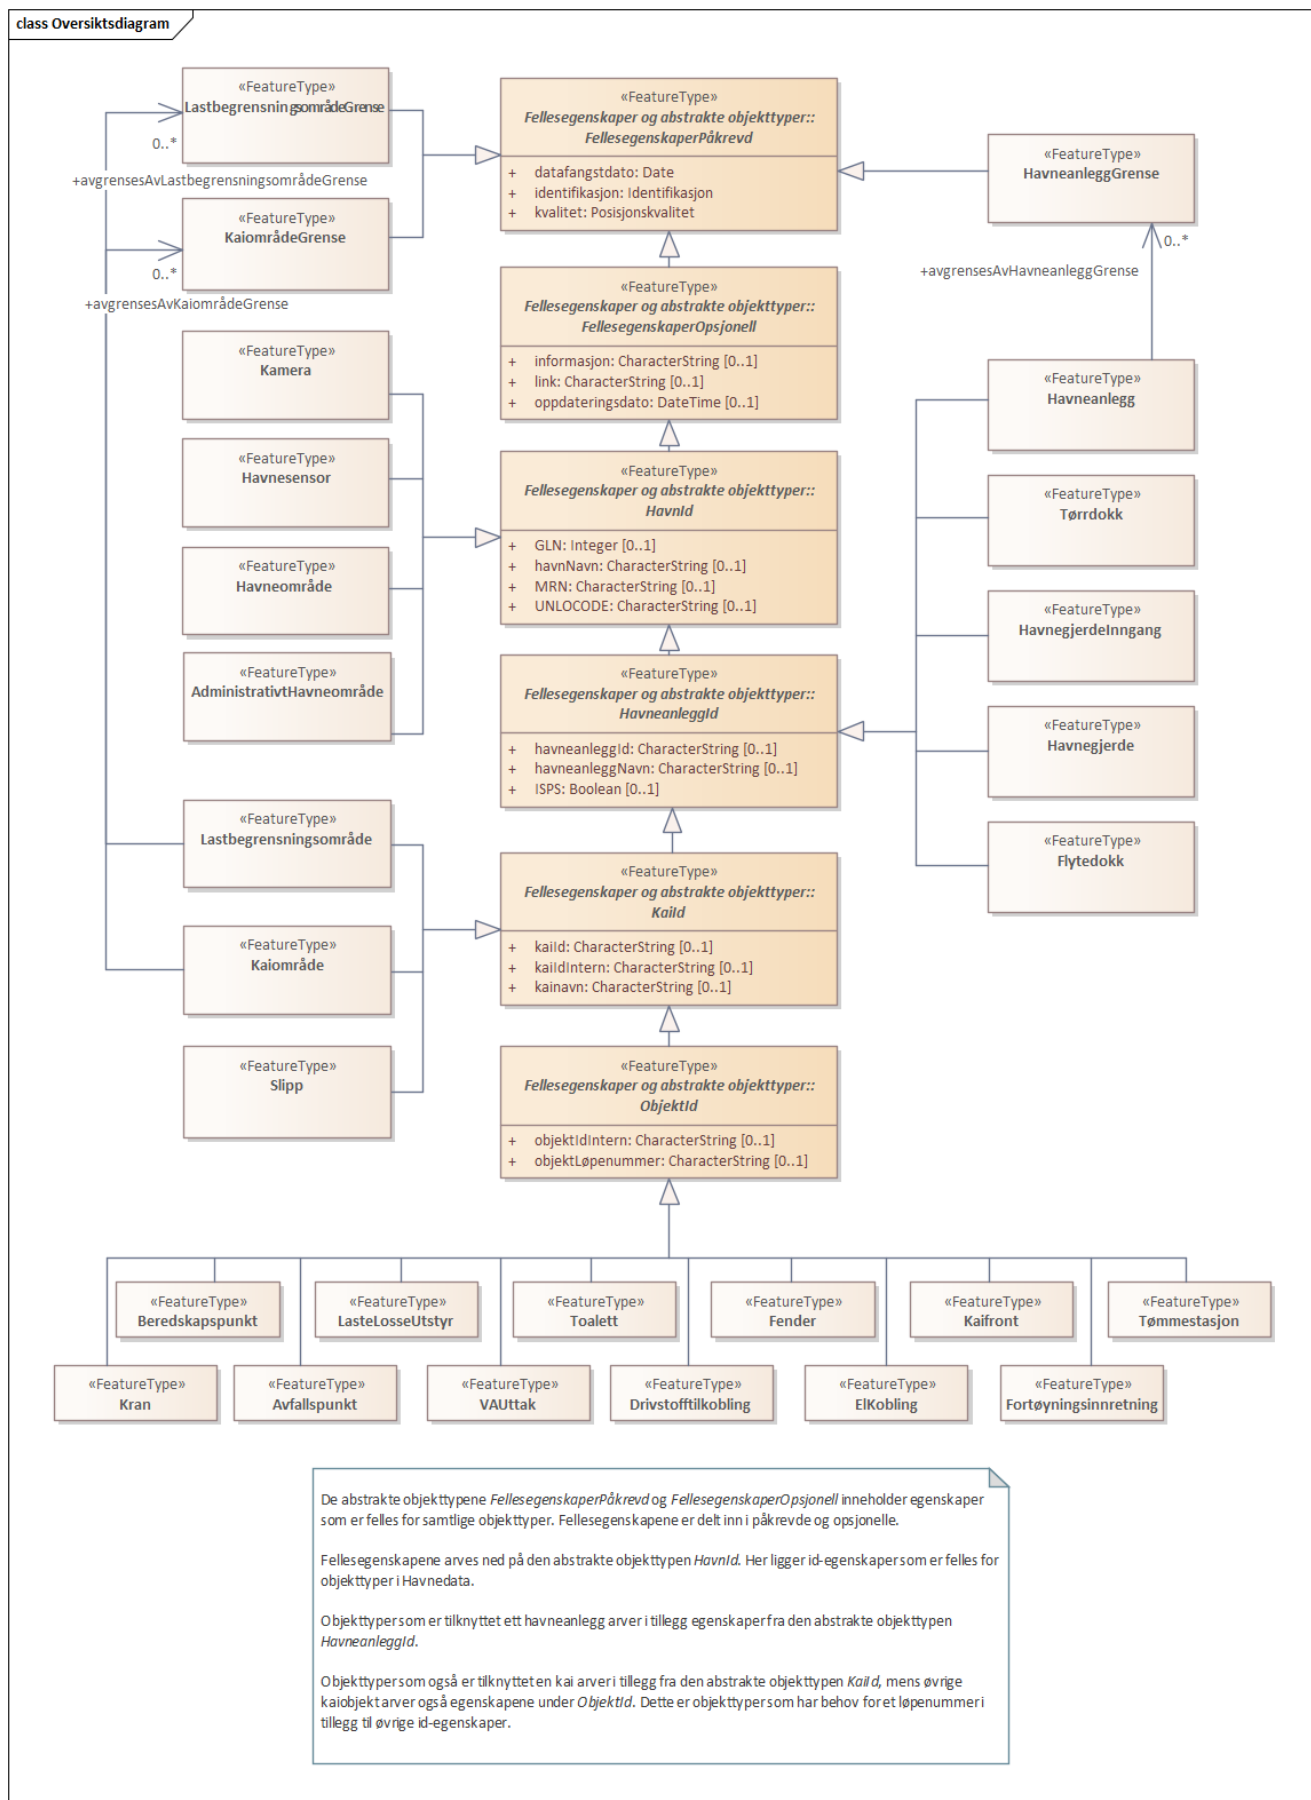 class Oversiktsdiagram
«FeatureType»
LastbegrensningsområdeGrense
0..*
+avgrensesAvLastbegrensningsområdeGrense
«FeatureType»
KaiområdeGrense
0..*
+avgrensesAvKaiområdeGrense
«FeatureType»
Fellesegenskaper og abstrakte objekttyper::
FellesegenskaperPåkrevd
+ datafangstdato: Date
+ identifikasjon: Identifikasjon
+ kvalitet: Posisjonskvalitet
«FeatureType»
HavneanleggGrense
0..*
+avgrensesAvHavneanleggGrense
«FeatureType»
Fellesegenskaper og abstrakte objekttyper::
FellesegenskaperOpsjonell
+ informasjon: CharacterString [0..1]
+ link: CharacterString [0..1]
+ oppdateringsdato: DateTime [0..1]
«FeatureType»
Kamera
«FeatureType»
Havnesensor
«FeatureType»
Havneområde
«FeatureType»
AdministrativtHavneområde
«FeatureType»
Fellesegenskaper og abstrakte objekttyper::
HavnId
+ GLN: Integer [0..1]
+ havnNavn: CharacterString [0..1]
+ MRN: CharacterString [0..1]
+ UNLOCODE: CharacterString [0..1]
«FeatureType»
Havneanlegg
«FeatureType»
Tørrdokk
«FeatureType»
HavnegjerdeInngang
«FeatureType»
Havnegjerde
«FeatureType»
Flytedokk
«FeatureType»
Fellesegenskaper og abstrakte objekttyper::
HavneanleggId
+ havneanleggId: CharacterString [0..1]
+ havneanleggNavn: CharacterString [0..1]
+ ISPS: Boolean [0..1]
«FeatureType»
Lastbegrensningsområde
«FeatureType»
Kaiområde
«FeatureType»
Slipp
«FeatureType»
Fellesegenskaper og abstrakte objekttyper::
KaiId
+ kaiId: CharacterString [0..1]
+ kaiIdIntern: CharacterString [0..1]
+ kainavn: CharacterString [0..1]
«FeatureType»
Fellesegenskaper og abstrakte objekttyper::
ObjektId
+ objektIdIntern: CharacterString [0..1]
+ objektLøpenummer: CharacterString [0..1]
«FeatureType»
Beredskapspunkt
«FeatureType»
LasteLosseUtstyr
«FeatureType»
Toalett
«FeatureType»
Fender
«FeatureType»
Kaifront
«FeatureType»
Tømmestasjon
«FeatureType»
Kran
«FeatureType»
Avfallspunkt
«FeatureType»
VAUttak
«FeatureType»
Drivstofftilkobling
«FeatureType»
ElKobling
«FeatureType»
Fortøyningsinnretning
De abstrakte objekttypene FellesegenskaperPåkrevd og FellesegenskaperOpsjonell inneholder egenskaper
som er felles for samtlige objekttyper. Fellesegenskapene er delt inn i påkrevde og opsjonelle.
Fellesegenskapene arves ned på den abstrakte objekttypen HavnId. Her ligger id-egenskaper som er felles for
objekttyper i Havnedata.
Objekttyper som er tilknyttet ett havneanlegg arver i tillegg egenskaper fra den abstrakte objekttypen
HavneanleggId.
Objekttyper som også er tilknyttet en kai arver i tillegg fra den abstrakte objekttypen KaiId, mens øvrige
kaiobjekt arver også egenskapene under ObjektId. Dette er objekttyper som har behov for et løpenummer i
tillegg til øvrige id-egenskaper.